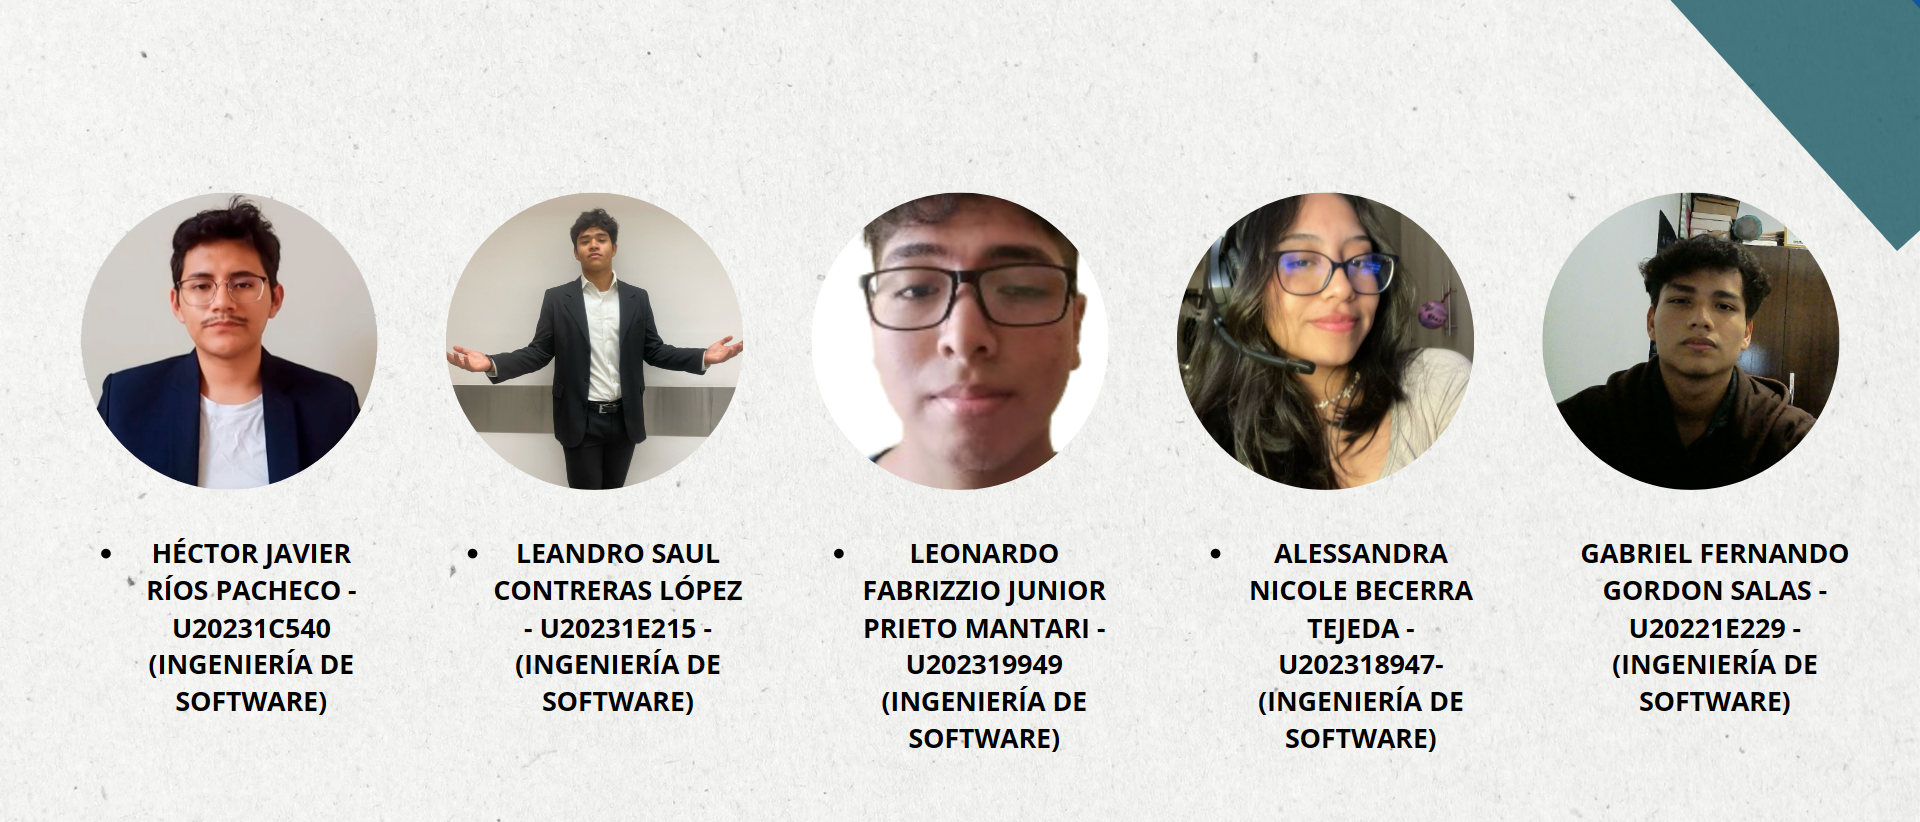 • HÉCTOR JAVIER
RÍOS PACHECO -
U20231C540
(INGENIERÍA DE
SOFTWARE)
• LEANDRO SAUL
CONTRERAS LÓPEZ
- U20231E215 -
(INGENIERÍA DE
SOFTWARE)
• LEONARDO
FABRIZZIO JUNIOR
PRIETO MANTARI -
U202319949
(INGENIERÍA DE
SOFTWARE)
• ALESSANDRA
NICOLE BECERRA
TEJEDA -
U202318947-
(INGENIERÍA DE
SOFTWARE)
GABRIEL FERNANDO
GORDON SALAS -
U20221E229 -
(INGENIERÍA DE
SOFTWARE)